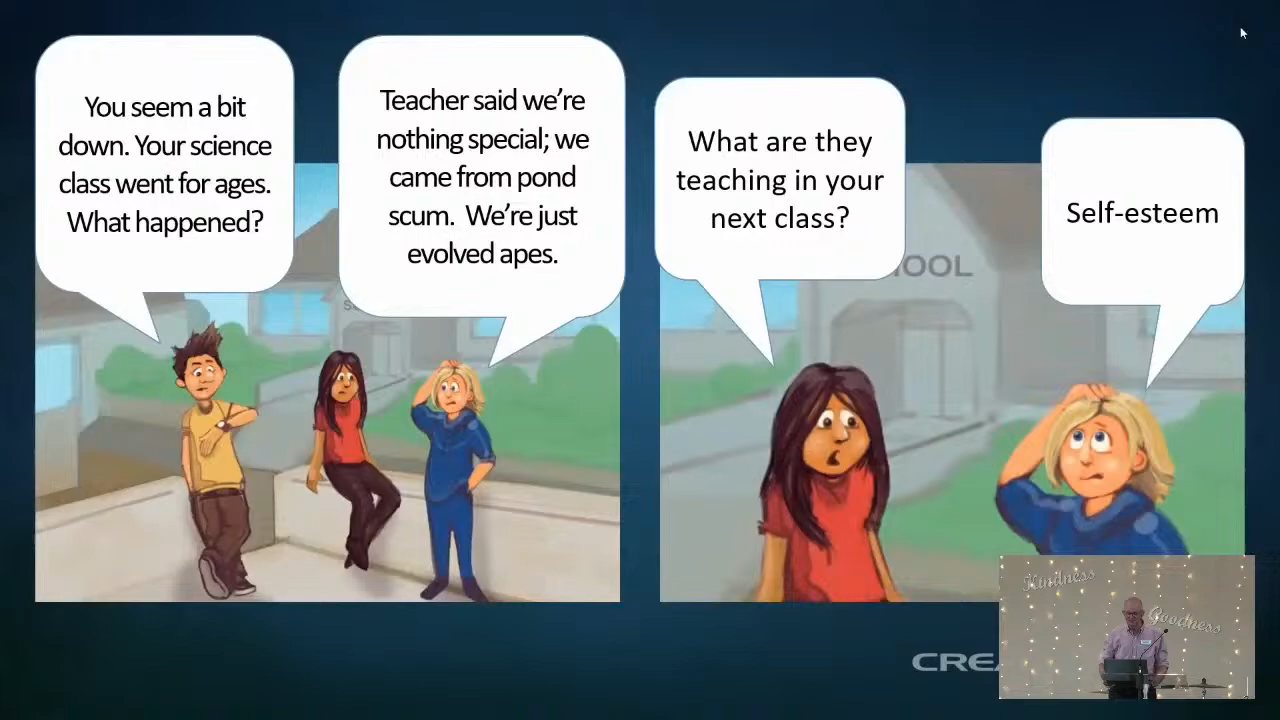 You seem a bit
down. Your science
class went for ages.
What happened?
Teacher said we're
nothing special; we
came from pond
scum. We're just
evolved apes.
What are they
teaching in your
next class?
Self-esteem
OOL
CREA
Kindness
Goodness